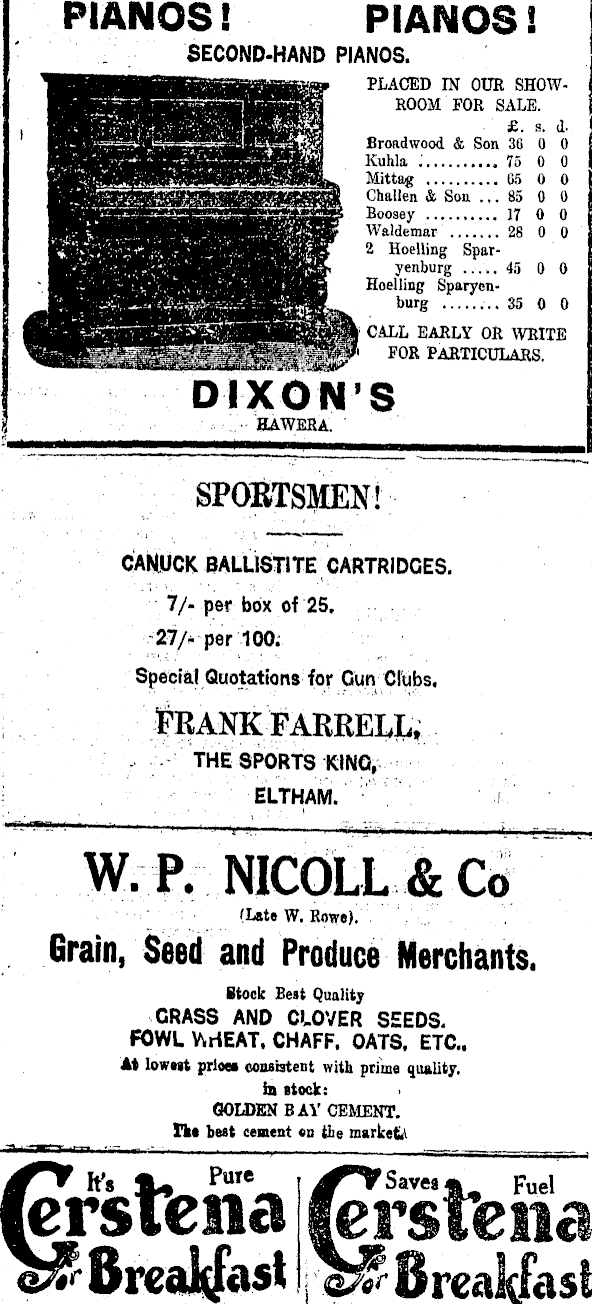 PIANOS! PIANOS!
SECOND-HAND PIANOS.
PLACED IN OUR SHOW-
ROOM FOR SALE.
£. s. d.
Broadwood & Son 36 0 0
Kuhla ........... 75 0 0
Mittag .......... 65 0 0
Challen & Son ... 85 0 0
Boosey .......... 17 0 0
Waldemar ....... 28 0 0
2 Hoelling Spar-
yenburg ..... 45 0 0
Hoelling Sparyen-
burg ........ 35 0 0
CALL EARLY OR WRITE
FOR PARTICULARS.
DIXON'S
HAWERA.
SPORTSMEN!
CANUCK BALLISTITE CARTRIDGES.
7/- per box of 25.
27/- per 100.
Special Quotations for Gun Clubs.
FRANK FARRELL,
THE SPORTS KING,
ELTHAM.
W. P. NICOLL & Co
(Late W. Rowe).
Grain, Seed and Produce Merchants.
Stock Best Quality
GRASS AND CLOVER SEEDS.
FOWL WHEAT, CHAFF, OATS, ETC.,
At lowest prices consistent with prime quality.
in stock:
GOLDEN BAY CEMENT.
The best cement on the market.
It's Pure
Cerstena
for Breakfast
Saves Fuel
Cerstena
for Breakfast